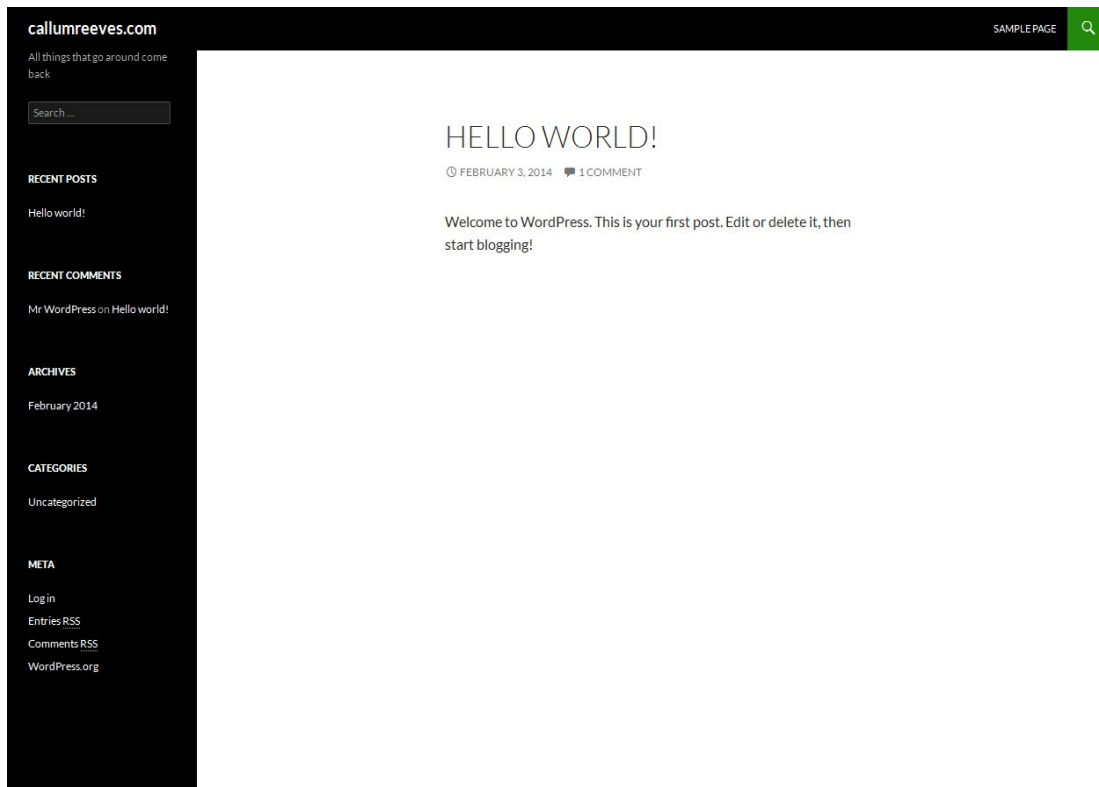 callumreeves.com
SAMPLE PAGE
All things that go around come
back
Search ...
RECENT POSTS
Hello world!
RECENT COMMENTS
Mr WordPress on Hello world!
ARCHIVES
February 2014
CATEGORIES
Uncategorized
META
Log in
Entries RSS
Comments RSS
WordPress.org
HELLO WORLD!
FEBRUARY 3, 2014 1 COMMENT
Welcome to WordPress. This is your first post. Edit or delete it, then
start blogging!